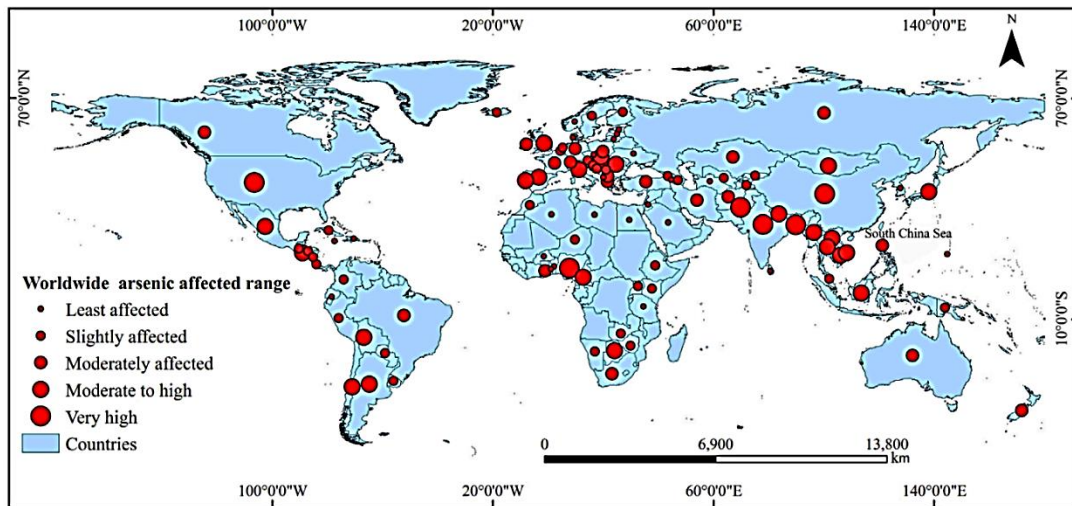 100°0'0"W 20°0'0"W 60°0'0"E 140°0'0"E
N
70°0'0"N
70°0'0"N
South China Sea
Worldwide arsenic affected range
Least affected
Slightly affected
Moderately affected
Moderate to high
Very high
Countries
10°0'0"S
0 6,900 13,800
km
100°0'0"W 20°0'0"W 60°0'0"E 140°0'0"E